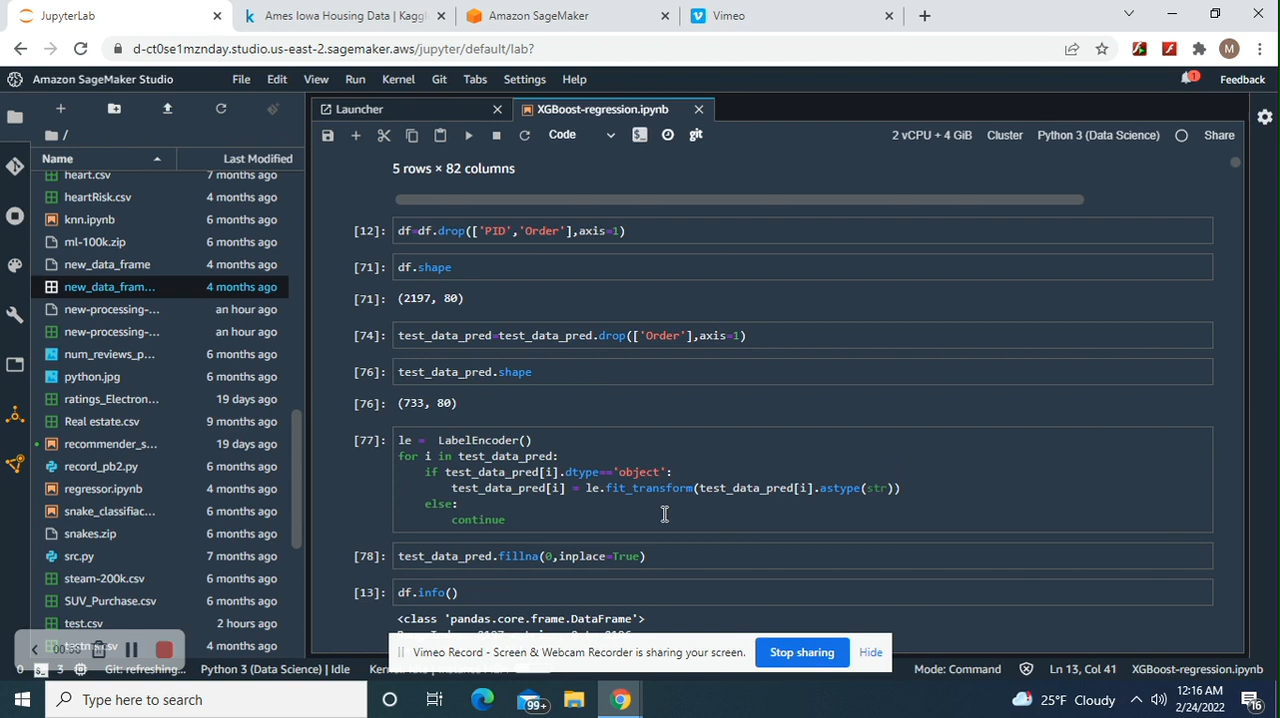 JupyterLab
Ames Iowa Housing Data | Kaggl
Amazon SageMaker
Vimeo
d-ct0se1mznday.studio.us-east-2.sagemaker.aws/jupyter/default/lab?
M
Amazon SageMaker Studio
File Edit View Run Kernel Git Tabs Settings Help
1
Feedback
Launcher
XGBoost-regression.ipynb
Code
git
2 vCPU + 4 GiB
Cluster
Python 3 (Data Science)
Share
/
Name
Last Modified
heart.csv 7 months ago
heartRisk.csv 4 months ago
knn.ipynb 6 months ago
ml-100k.zip 6 months ago
new_data_frame 4 months ago
new_data_fram... 4 months ago
new-processing-... an hour ago
new-processing-... an hour ago
num_reviews_p... 6 months ago
python.jpg 6 months ago
ratings_Electron... 19 days ago
Real estate.csv 9 months ago
recommender_s... 19 days ago
record_pb2.py 6 months ago
regressor.ipynb 6 months ago
snake_classifiac... 6 months ago
snakes.zip 6 months ago
src.py 7 months ago
steam-200k.csv 6 months ago
SUV_Purchase.csv 6 months ago
test.csv 2 hours ago
6 months ago
5 rows × 82 columns
[12]: df=df.drop(['PID','Order'],axis=1)
[71]: df.shape
[71]: (2197, 80)
[74]: test_data_pred=test_data_pred.drop(['Order'],axis=1)
[76]: test_data_pred.shape
[76]: (733, 80)
[77]: le = LabelEncoder()
for i in test_data_pred:
if test_data_pred[i].dtype=='object':
test_data_pred[i] = le.fit_transform(test_data_pred[i].astype(str))
else:
continue
[78]: test_data_pred.fillna(0,inplace=True)
[13]: df.info()
<class 'pandas.core.frame.DataFrame'>
Vimeo Record - Screen & Webcam Recorder is sharing your screen.
Stop sharing
Hide
0
3
Git: refreshing...
Python 3 (Data Science) | Idle
Mode: Command
Ln 13, Col 41
XGBoost-regression.ipynb
Type here to search
99+
25°F Cloudy
12:16 AM
2/24/2022
16